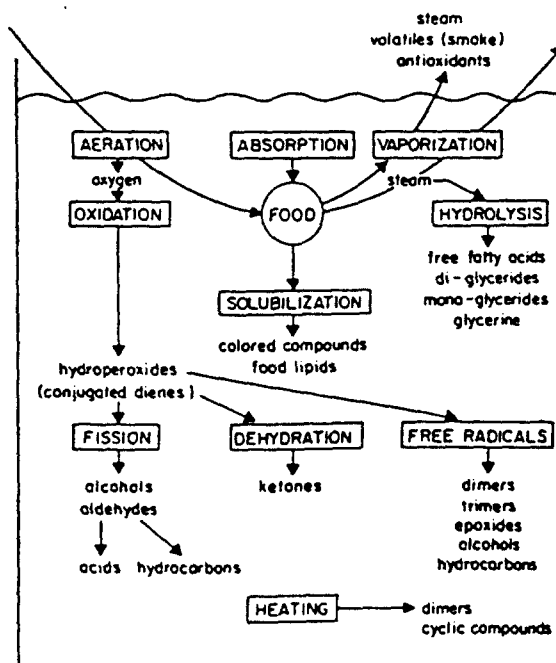 steam
volatiles (smoke)
antioxidants
AERATION
ABSORPTION
VAPORIZATION
oxygen
steam
OXIDATION
FOOD
HYDROLYSIS
free fatty acids
di-glycerides
mono-glycerides
glycerine
SOLUBILIZATION
colored compounds
food lipids
hydroperoxides
(conjugated dienes)
FISSION
DEHYDRATION
FREE RADICALS
alcohols
aldehydes
ketones
dimers
trimers
epoxides
alcohols
hydrocarbons
acids
hydrocarbons
HEATING
dimers
cyclic compounds